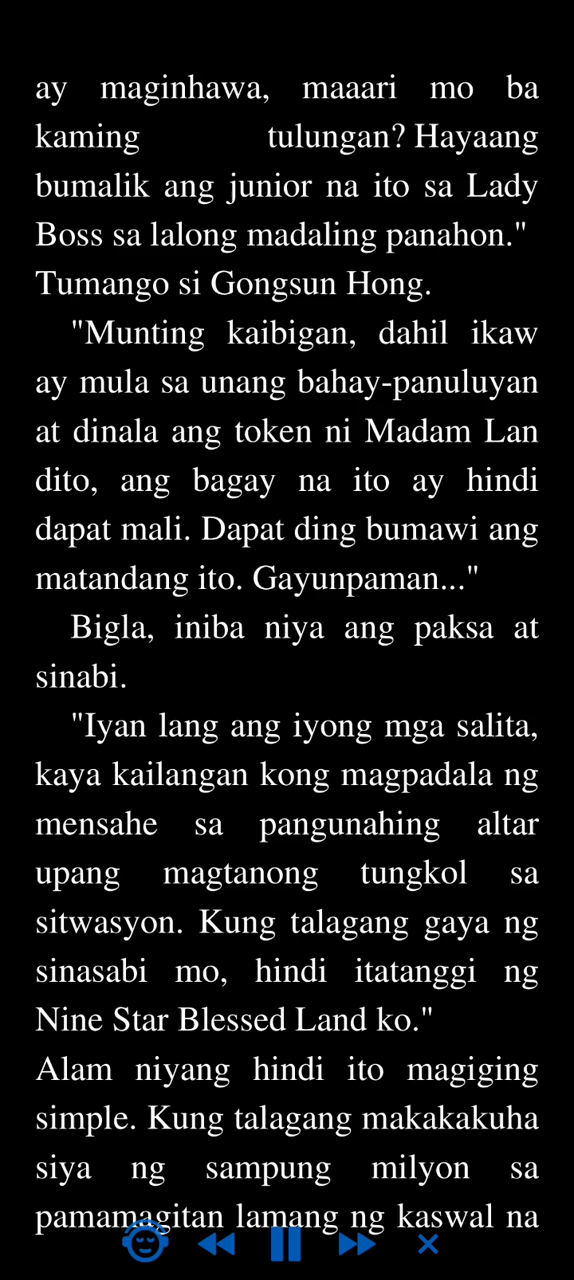 ay maginhawa, maaari mo ba
kaming tulungan? Hayaang
bumalik ang junior na ito sa Lady
Boss sa lalong madaling panahon."
Tumango si Gongsun Hong.
"Munting kaibigan, dahil ikaw
ay mula sa unang bahay-panuluyan
at dinala ang token ni Madam Lan
dito, ang bagay na ito ay hindi
dapat mali. Dapat ding bumawi ang
matandang ito. Gayunpaman..."
Bigla, iniba niya ang paksa at
sinabi.
"Iyan lang ang iyong mga salita,
kaya kailangan kong magpadala ng
mensahe sa pangunahing altar
upang magtanong tungkol sa
sitwasyon. Kung talagang gaya ng
sinasabi mo, hindi itatanggi ng
Nine Star Blessed Land ko."
Alam niyang hindi ito magiging
simple. Kung talagang makakakuha
siya ng sampung milyon sa
pamamagitan lamang ng kaswal na